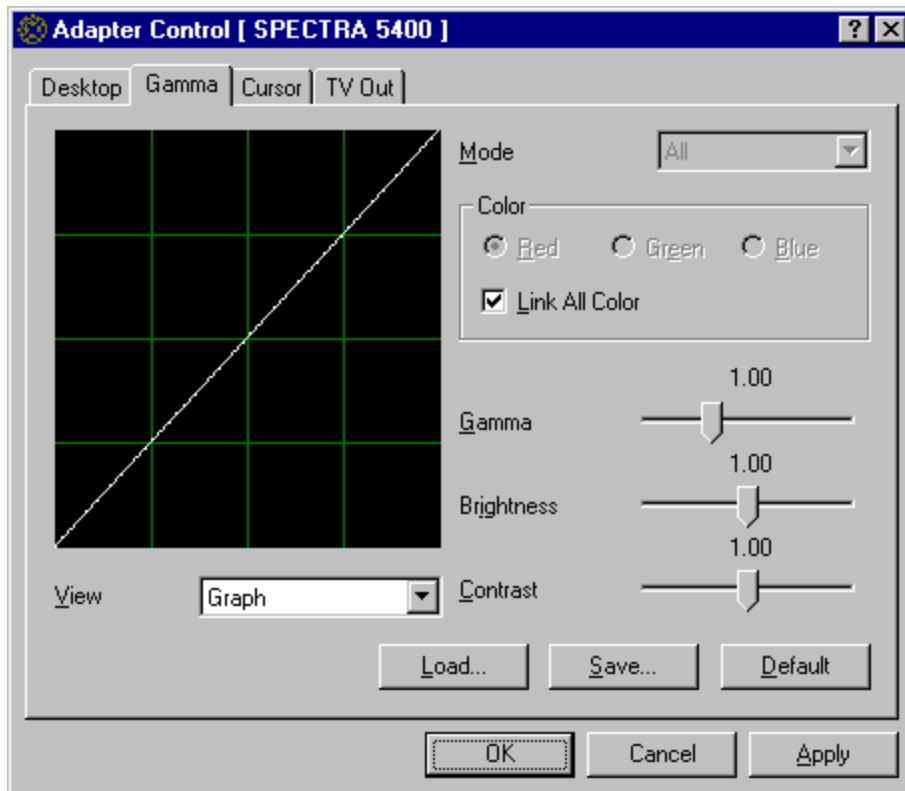 Adapter Control [ SPECTRA 5400 ]
Desktop Gamma Cursor TV Out
Mode All
Color
Red Green Blue
Link All Color
1.00
Gamma
1.00
Brightness
1.00
Contrast
View Graph
Load... Save... Default
OK Cancel Apply